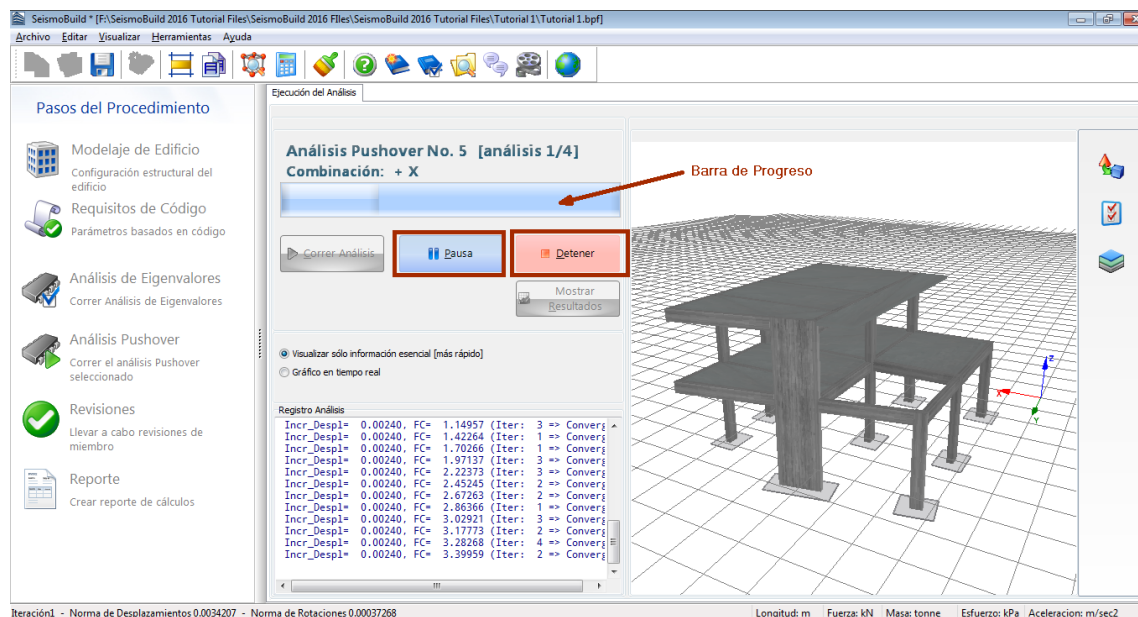 SeismoBuild * [F:\SeismoBuild 2016 Tutorial Files\SeismoBuild 2016 FIles\SeismoBuild 2016 Tutorial Files\Tutorial 1\Tutorial 1.bpf]
Archivo Editar Visualizar Herramientas Ayuda
Pasos del Procedimiento
Modelaje de Edificio
Configuración estructural del
edificio
Requisitos de Código
Parámetros basados en código
Análisis de Eigenvalores
Correr Análisis de Eigenvalores
Análisis Pushover
Correr el análisis Pushover
seleccionado
Revisiones
Llevar a cabo revisiones de
miembro
Reporte
Crear reporte de cálculos
Ejecución del Análisis
Análisis Pushover No. 5 [análisis 1/4]
Combinación: + X
Barra de Progreso
Correr Análisis
Pausa
Detener
Mostrar
Resultados
Visualizar sólo información esencial [más rápido]
Gráfico en tiempo real
Registro Análisis
Incr_Despl= 0.00240, FC= 1.14957 (Iter: 3 => Converg
Incr_Despl= 0.00240, FC= 1.42264 (Iter: 1 => Converg
Incr_Despl= 0.00240, FC= 1.70266 (Iter: 1 => Converg
Incr_Despl= 0.00240, FC= 1.97137 (Iter: 3 => Converg
Incr_Despl= 0.00240, FC= 2.22373 (Iter: 3 => Converg
Incr_Despl= 0.00240, FC= 2.45245 (Iter: 2 => Converg
Incr_Despl= 0.00240, FC= 2.67263 (Iter: 2 => Converg
Incr_Despl= 0.00240, FC= 2.86366 (Iter: 1 => Converg
Incr_Despl= 0.00240, FC= 3.02921 (Iter: 3 => Converg
Incr_Despl= 0.00240, FC= 3.17773 (Iter: 2 => Converg
Incr_Despl= 0.00240, FC= 3.28268 (Iter: 4 => Converg
Incr_Despl= 0.00240, FC= 3.39959 (Iter: 2 => Converg
Z
X
Y
Iteración1 - Norma de Desplazamientos 0.0034207 - Norma de Rotaciones 0.00037268
Longitud: m Fuerza: kN Masa: tonne Esfuerzo: kPa Aceleracion: m/sec2